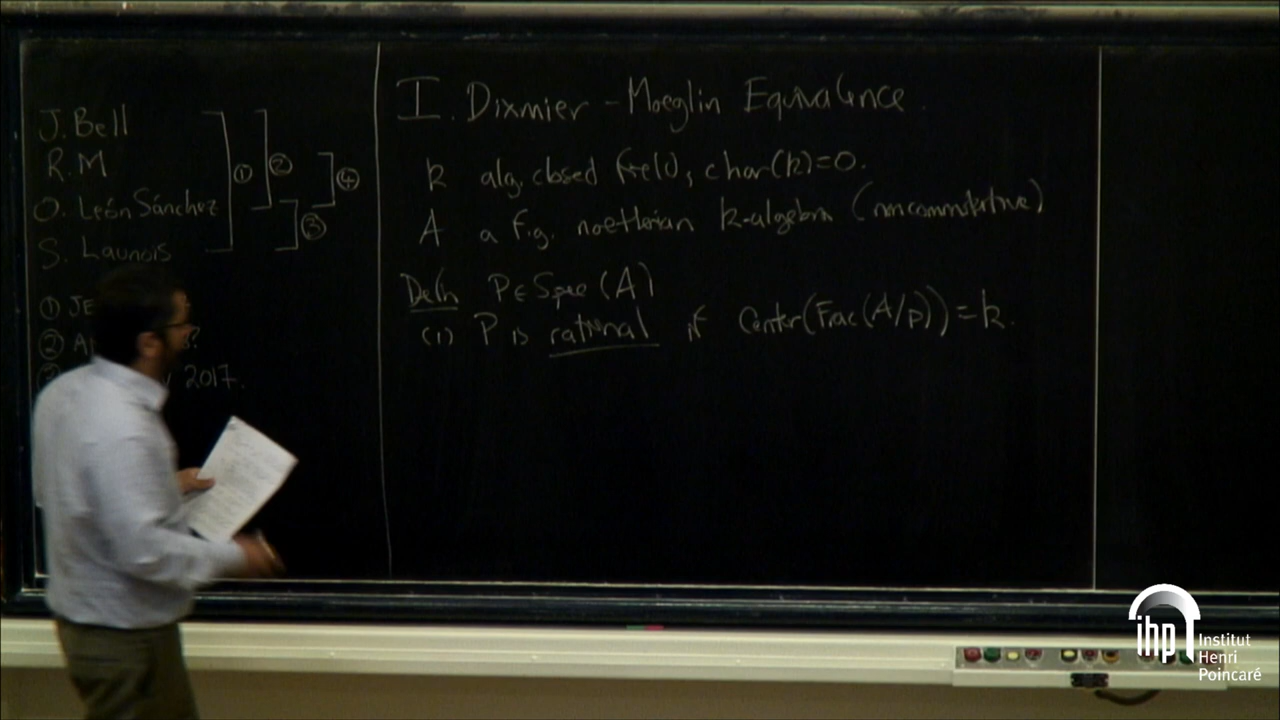 J. Bell
R. M
O. León Sánchez
S. Launois
① ② ④
③
① JE
② A ?
2017.
I. Dixmier - Moeglin Equivalence.
k alg. closed field, char(k)=0.
A a f.g. noetherian k-algebra (noncommutative)
Defn P∈Spec(A)
(1) P is rational if Center(Frac(A/P))=k.
ihp
Institut
Henri
Poincaré